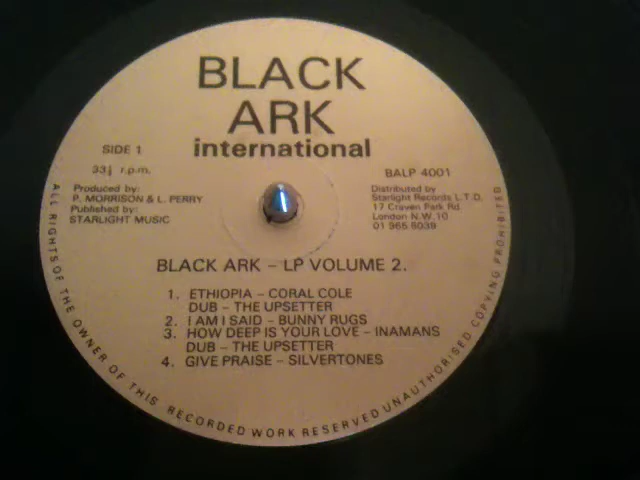 BLACK
ARK
international
SIDE 1
33⅓ r.p.m.
BALP 4001
Produced by:
P. MORRISON & L. PERRY
Published by:
STARLIGHT MUSIC
Distributed by
Starlight Records L.T.D.
17 Craven Park Rd.
London N.W.10
01 965 5039
BLACK ARK – LP VOLUME 2.
1. ETHIOPIA – CORAL COLE
DUB – THE UPSETTER
2. I AM I SAID – BUNNY RUGS
3. HOW DEEP IS YOUR LOVE – INAMANS
DUB – THE UPSETTER
4. GIVE PRAISE – SILVERTONES
ALL RIGHTS OF THE OWNER OF THIS RECORDED WORK RESERVED UNAUTHORISED COPYING PROHIBITED